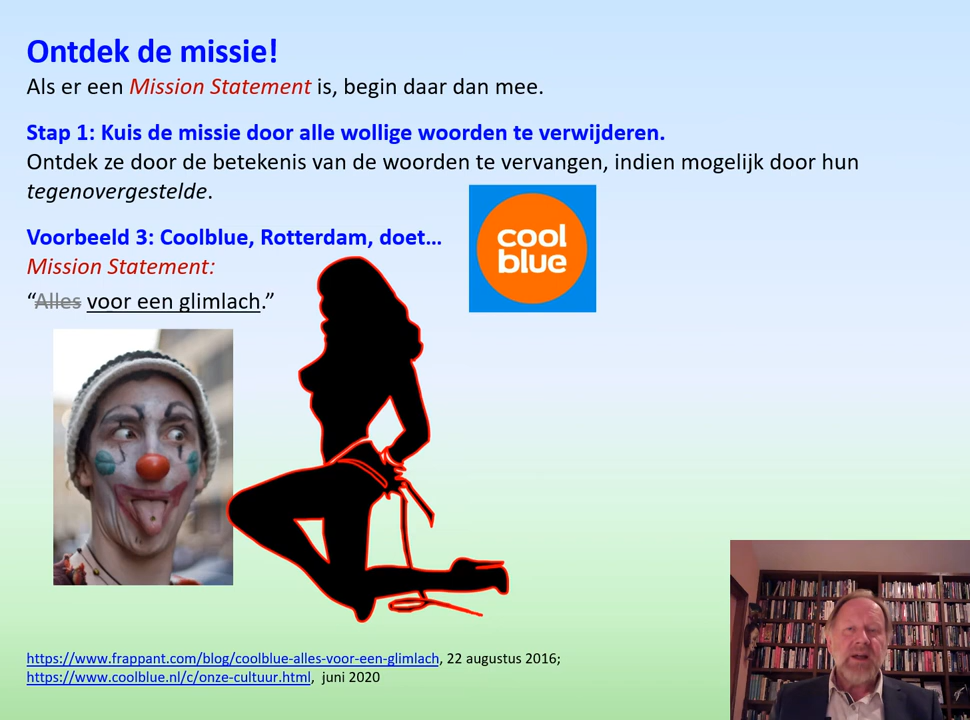 Ontdek de missie!
Als er een Mission Statement is, begin daar dan mee.
Stap 1: Kuis de missie door alle wollige woorden te verwijderen.
Ontdek ze door de betekenis van de woorden te vervangen, indien mogelijk door hun
tegenovergestelde.
Voorbeeld 3: Coolblue, Rotterdam, doet…
Mission Statement:
“Alles voor een glimlach.”
cool
blue
https://www.frappant.com/blog/coolblue-alles-voor-een-glimlach, 22 augustus 2016;
https://www.coolblue.nl/c/onze-cultuur.html, juni 2020